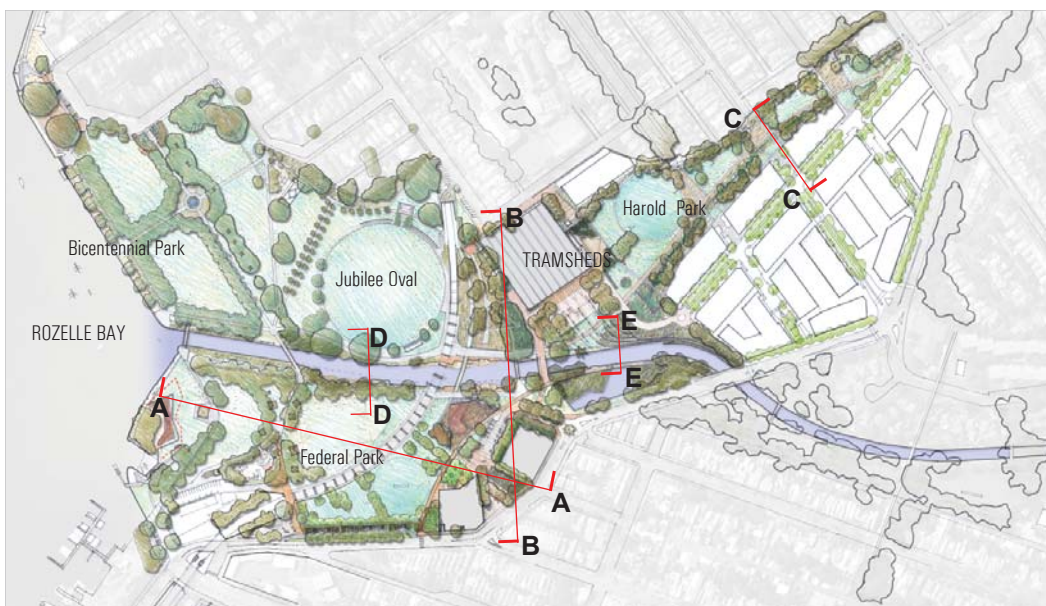 C
C
Harold Park
B
TRAMSHEDS
Bicentennial Park
Jubilee Oval
ROZELLE BAY
D
E
E
A
D
Federal Park
A
B